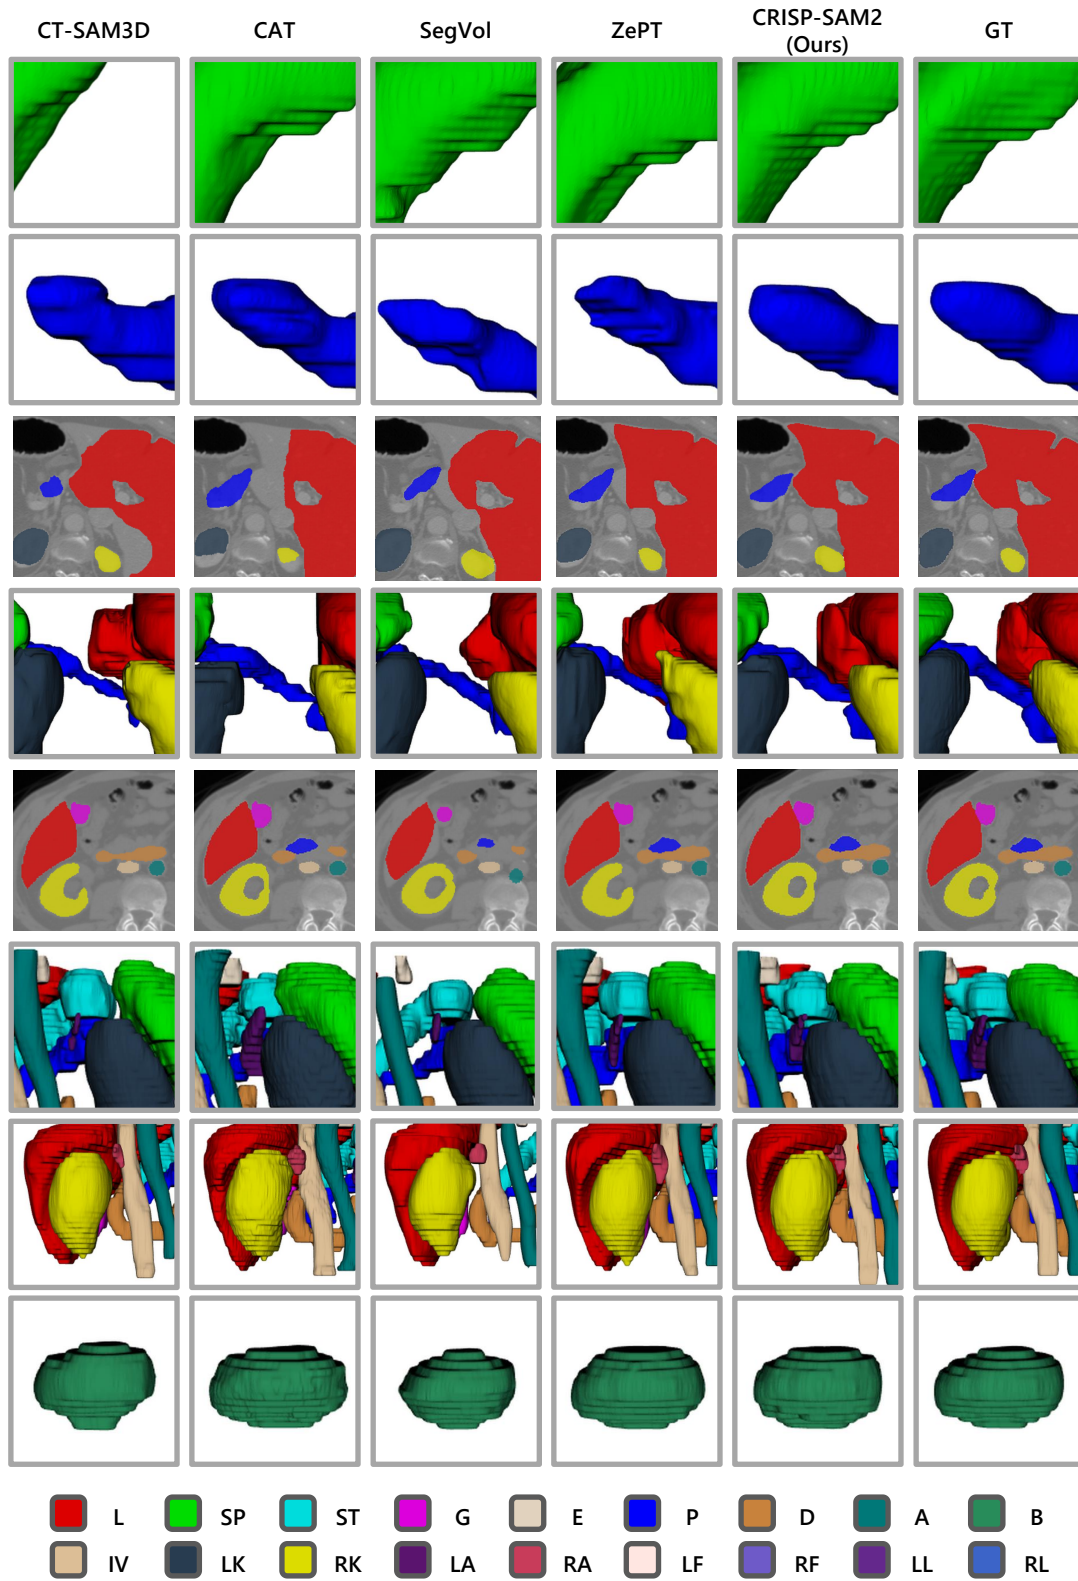 CT-SAM3D CAT SegVol ZePT CRISP-SAM2 GT
(Ours)
L SP ST G E P D A B
IV LK RK LA RA LF RF LL RL